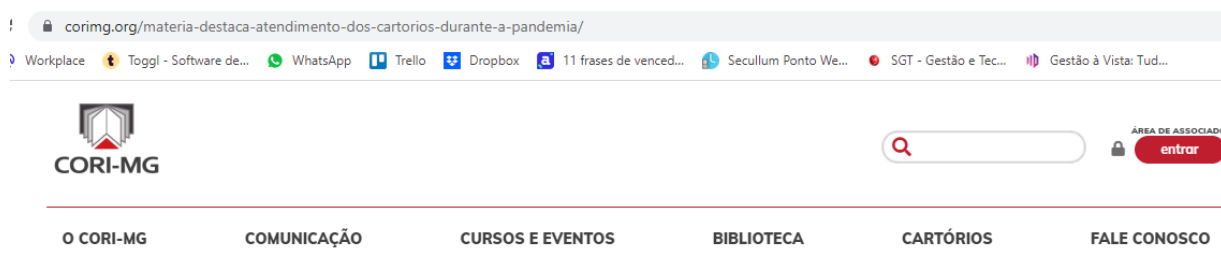 corimg.org/materia-destaca-atendimento-dos-cartorios-durante-a-pandemia/
Workplace Toggl - Software de... WhatsApp Trello Dropbox 11 frases de venced... Secullum Ponto We... SGT - Gestão e Tec... Gestão à Vista: Tud...
CORI-MG
ÁREA DE ASSOCIADO
entrar
O CORI-MG COMUNICAÇÃO CURSOS E EVENTOS BIBLIOTECA CARTÓRIOS FALE CONOSCO